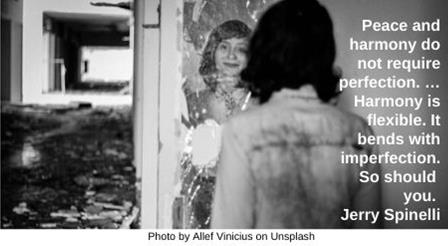 Peace and
harmony do
not require
perfection. …
Harmony is
flexible. It
bends with
imperfection.
So should
you.
Jerry Spinelli
Photo by Allef Vinicius on Unsplash